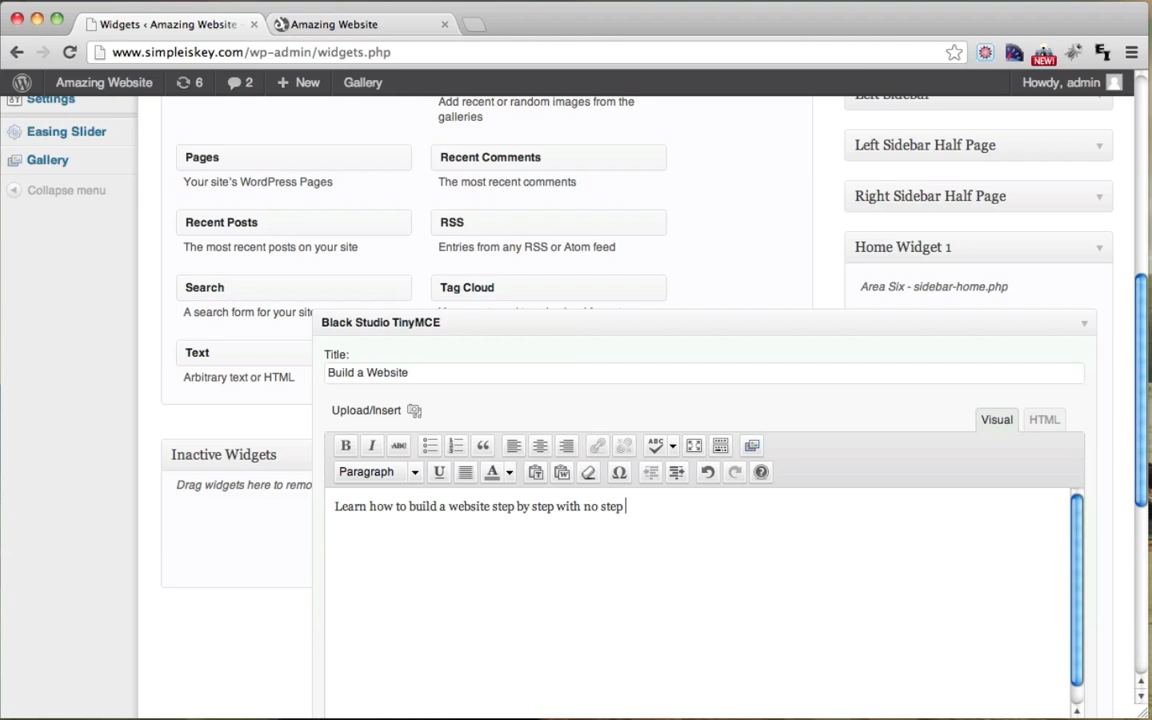 Widgets ‹ Amazing Website
Amazing Website
www.simpleiskey.com/wp-admin/widgets.php
NEW!
Amazing Website 6 2 + New Gallery
Howdy, admin
Settings
Easing Slider
Gallery
Collapse menu
Add recent or random images from the
galleries
Pages
Your site's WordPress Pages
Recent Comments
The most recent comments
Recent Posts
The most recent posts on your site
RSS
Entries from any RSS or Atom feed
Search
A search form for your site
Tag Cloud
Text
Arbitrary text or HTML
Inactive Widgets
Drag widgets here to remo
Left Sidebar
Left Sidebar Half Page
Right Sidebar Half Page
Home Widget 1
Area Six - sidebar-home.php
Black Studio TinyMCE
Title:
Build a Website
Upload/Insert
Visual
HTML
B I ABC
ABC
Paragraph U A
Learn how to build a website step by step with no step